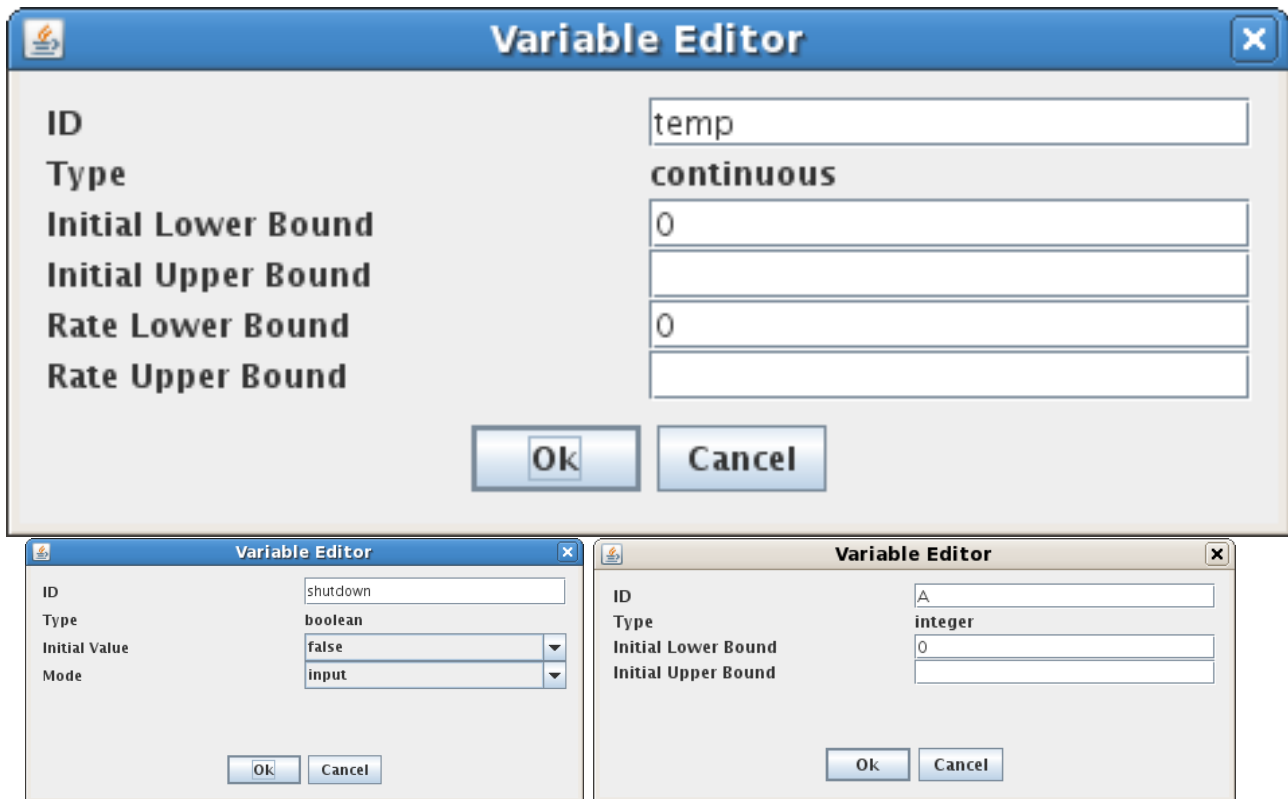 Variable Editor
ID temp
Type continuous
Initial Lower Bound 0
Initial Upper Bound
Rate Lower Bound 0
Rate Upper Bound
Ok Cancel
Variable Editor
ID shutdown
Type boolean
Initial Value false
Mode input
Ok Cancel
Variable Editor
ID A
Type integer
Initial Lower Bound 0
Initial Upper Bound
Ok Cancel